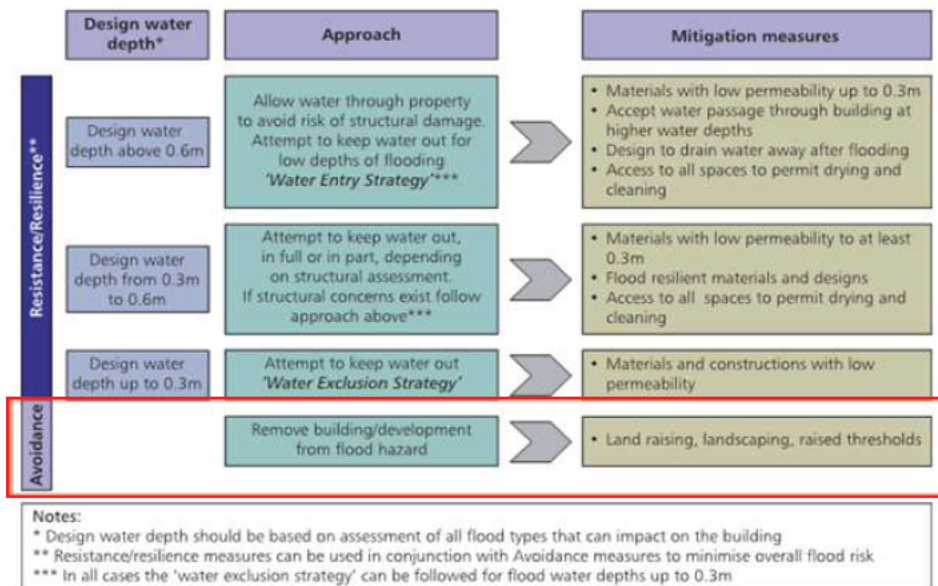 Design water
depth*
Approach
Mitigation measures
Resistance/Resilience**
Design water
depth above 0.6m
Allow water through property
to avoid risk of structural damage.
Attempt to keep water out for
low depths of flooding
'Water Entry Strategy'***
• Materials with low permeability up to 0.3m
• Accept water passage through building at
higher water depths
• Design to drain water away after flooding
• Access to all spaces to permit drying and
cleaning
Design water
depth from 0.3m
to 0.6m
Attempt to keep water out,
in full or in part, depending
on structural assessment.
If structural concerns exist follow
approach above***
• Materials with low permeability to at least
0.3m
• Flood resilient materials and designs
• Access to all spaces to permit drying and
cleaning
Design water
depth up to 0.3m
Attempt to keep water out
'Water Exclusion Strategy'
• Materials and constructions with low
permeability
Avoidance
Remove building/development
from flood hazard
• Land raising, landscaping, raised thresholds
Notes:
* Design water depth should be based on assessment of all flood types that can impact on the building
** Resistance/resilience measures can be used in conjunction with Avoidance measures to minimise overall flood risk
*** In all cases the 'water exclusion strategy' can be followed for flood water depths up to 0.3m